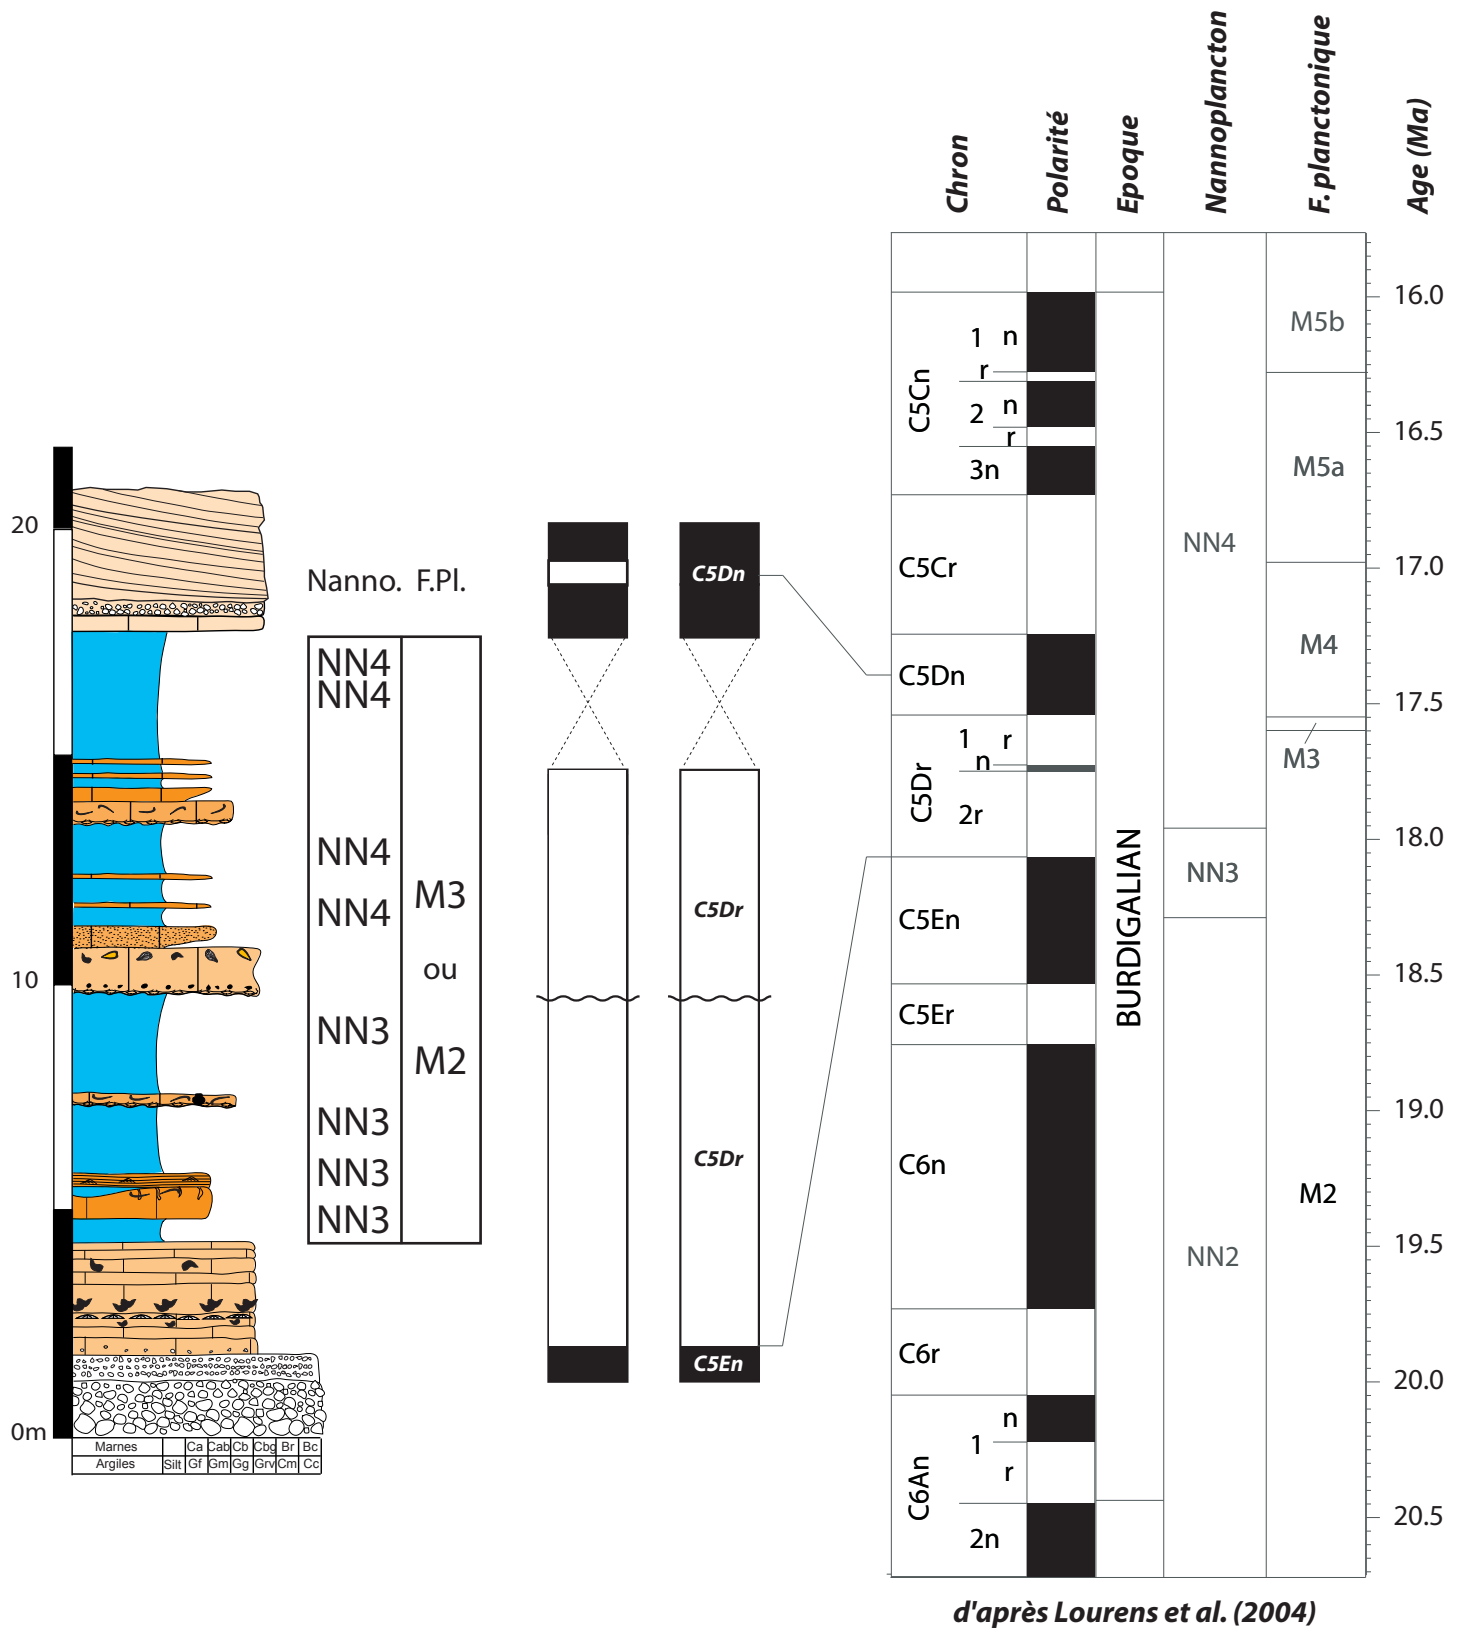 Chron
Polarité
Epoque
Nannoplancton
F. planctonique
Age (Ma)
20
10
0m
Marnes
Ca
Cab
Cb
Cbg
Br
Bc
Argiles
Silt
Gf
Gm
Gg
Grv
Cm
Cc
Nanno. F.Pl.
NN4
NN4
NN4
NN4
NN3
NN3
NN3
NN3
M3
ou
M2
C5Dn
C5Dr
C5Dr
C5En
C5Cn
1 n
r
2 n
r
3n
C5Cr
C5Dn
C5Dr
1 r
n
2r
C5En
C5Er
C6n
C6r
C6An
n
1
r
2n
BURDIGALIAN
NN4
NN3
NN2
M5b
M5a
M4
M3
M2
16.0
16.5
17.0
17.5
18.0
18.5
19.0
19.5
20.0
20.5
d'après Lourens et al. (2004)